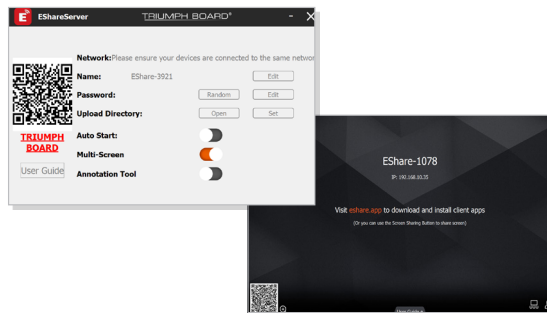 E EShareServer TRIUMPH BOARD®
Network:Please ensure your devices are connected to the same networ
Name: EShare-3921 Edit
Password: Random Edit
Upload Directory: Open Set
TRIUMPH
BOARD
Auto Start:
Multi-Screen
User Guide
Annotation Tool
EShare-1078
IP: 192.168.10.35
Visit eshare.app to download and install client apps
(Or you can use the Screen Sharing Button to share screen)
User Guide